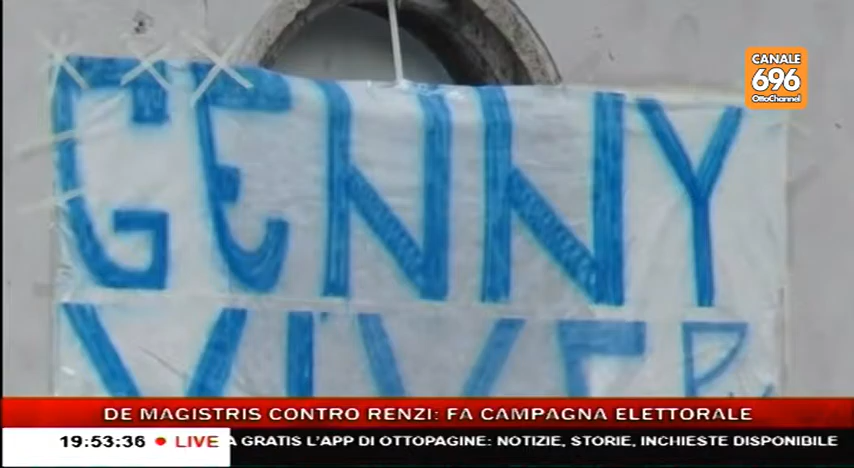 CANALE
696
OttoChannel
GENNY
DE MAGISTRIS CONTRO RENZI: FA CAMPAGNA ELETTORALE
19:53:36 LIVE A GRATIS L'APP DI OTTOPAGINE: NOTIZIE, STORIE, INCHIESTE DISPONIBILE